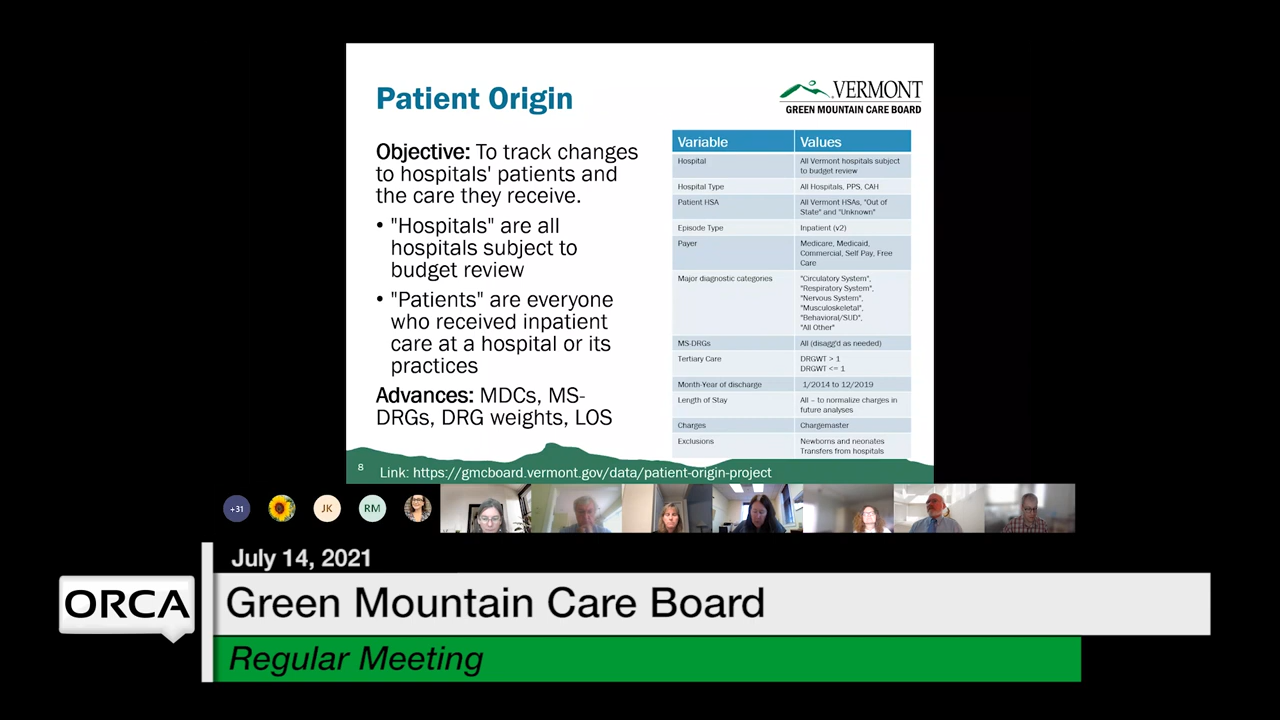 Patient Origin
VERMONT
GREEN MOUNTAIN CARE BOARD
Objective: To track changes
to hospitals' patients and
the care they receive.
• "Hospitals" are all
hospitals subject to
budget review
• "Patients" are everyone
who received inpatient
care at a hospital or its
practices
Advances: MDCs, MS-
DRGs, DRG weights, LOS
Variable Values
Hospital All Vermont hospitals subject
to budget review
Hospital Type All Hospitals, PPS, CAH
Patient HSA All Vermont HSAs, "Out of
State" and "Unknown"
Episode Type Inpatient (v2)
Payer Medicare, Medicaid,
Commercial, Self Pay, Free
Care
Major diagnostic categories "Circulatory System",
"Respiratory System",
"Nervous System",
"Musculoskeletal",
"Behavioral/SUD",
"All Other"
MS-DRGs All (disagg'd as needed)
Tertiary Care DRGWT > 1
DRGWT <= 1
Month-Year of discharge 1/2014 to 12/2019
Length of Stay All – to normalize charges in
future analyses
Charges Chargemaster
Exclusions Newborns and neonates
Transfers from hospitals
8 Link: https://gmcboard.vermont.gov/data/patient-origin-project
+31 JK RM
July 14, 2021
ORCA
Green Mountain Care Board
Regular Meeting